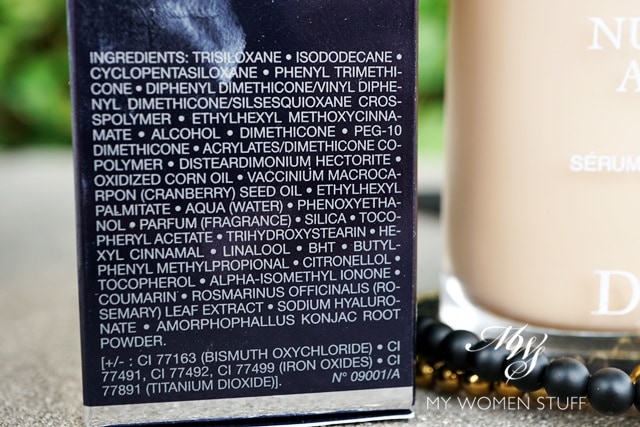 INGREDIENTS: TRISILOXANE • ISODODECANE •
CYCLOPENTASILOXANE • PHENYL TRIMETHI-
CONE • DIPHENYL DIMETHICONE/VINYL DIPHE-
NYL DIMETHICONE/SILSESQUIOXANE CROS-
SPOLYMER • ETHYLHEXYL METHOXYCINNA-
MATE • ALCOHOL • DIMETHICONE • PEG-10
DIMETHICONE • ACRYLATES/DIMETHICONE CO-
POLYMER • DISTEARDIMONIUM HECTORITE •
OXIDIZED CORN OIL • VACCINIUM MACROCA-
RPON (CRANBERRY) SEED OIL • ETHYLHEXYL
PALMITATE • AQUA (WATER) • PHENOXYETHA-
NOL • PARFUM (FRAGRANCE) • SILICA • TOCO-
PHERYL ACETATE • TRIHYDROXYSTEARIN • HE-
XYL CINNAMAL • LINALOOL • BHT • BUTYL-
PHENYL METHYLPROPIONAL • CITRONELLOL •
TOCOPHEROL • ALPHA-ISOMETHYL IONONE •
COUMARIN • ROSMARINUS OFFICINALIS (RO-
SEMARY) LEAF EXTRACT • SODIUM HYALURO-
NATE • AMORPHOPHALLUS KONJAC ROOT
POWDER.
[+/- : CI 77163 (BISMUTH OXYCHLORIDE) • CI
77491, CI 77492, CI 77499 (IRON OXIDES) • CI
77891 (TITANIUM DIOXIDE)]. N° 09001/A
NU
A
SÉRUM
D
MWS
MY WOMEN STUFF